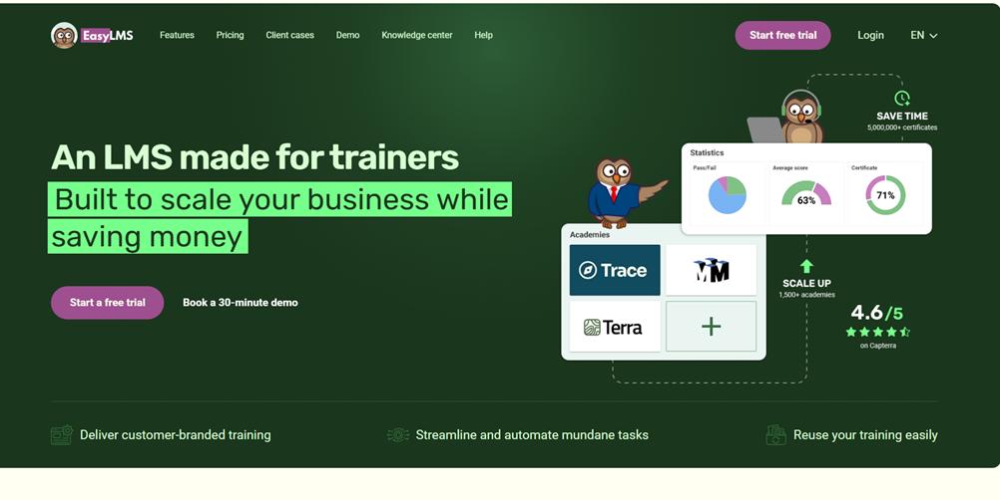 EasyLMS
Features
Pricing
Client cases
Demo
Knowledge center
Help
Start free trial
Login
EN
An LMS made for trainers
Built to scale your business while
saving money
Start a free trial
Book a 30-minute demo
SAVE TIME
5,000,000+ certificates
Statistics
Pass/Fail
Average score
Certificate
63%
71%
Academies
Trace
M
Terra
SCALE UP
1,500+ academies
4.6/5
on Capterra
Deliver customer-branded training
Streamline and automate mundane tasks
Reuse your training easily